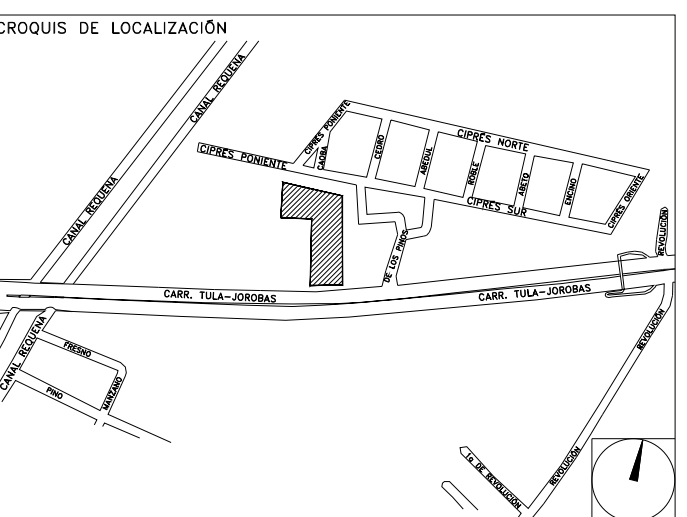 CROQUIS DE LOCALIZACIÓN
CANAL REQUENA
CIPRES PONIENTE
CIPRES NORTE
CIPRES PONIENTE
CAOBA
CEDRO
ABEDUL
ROBLE
ABETO
ENCINO
CIPRES ORIENTE
CIPRES SUR
CANAL REQUENA
DE LOS PINOS
REVOLUCIÓN
CARR. TULA-JOROBAS
CARR. TULA-JOROBAS
CANAL REQUENA
FRESNO
MANZANO
PINO
REVOLUCIÓN
REVOLUCIÓN
1a DE REVOLUCIÓN